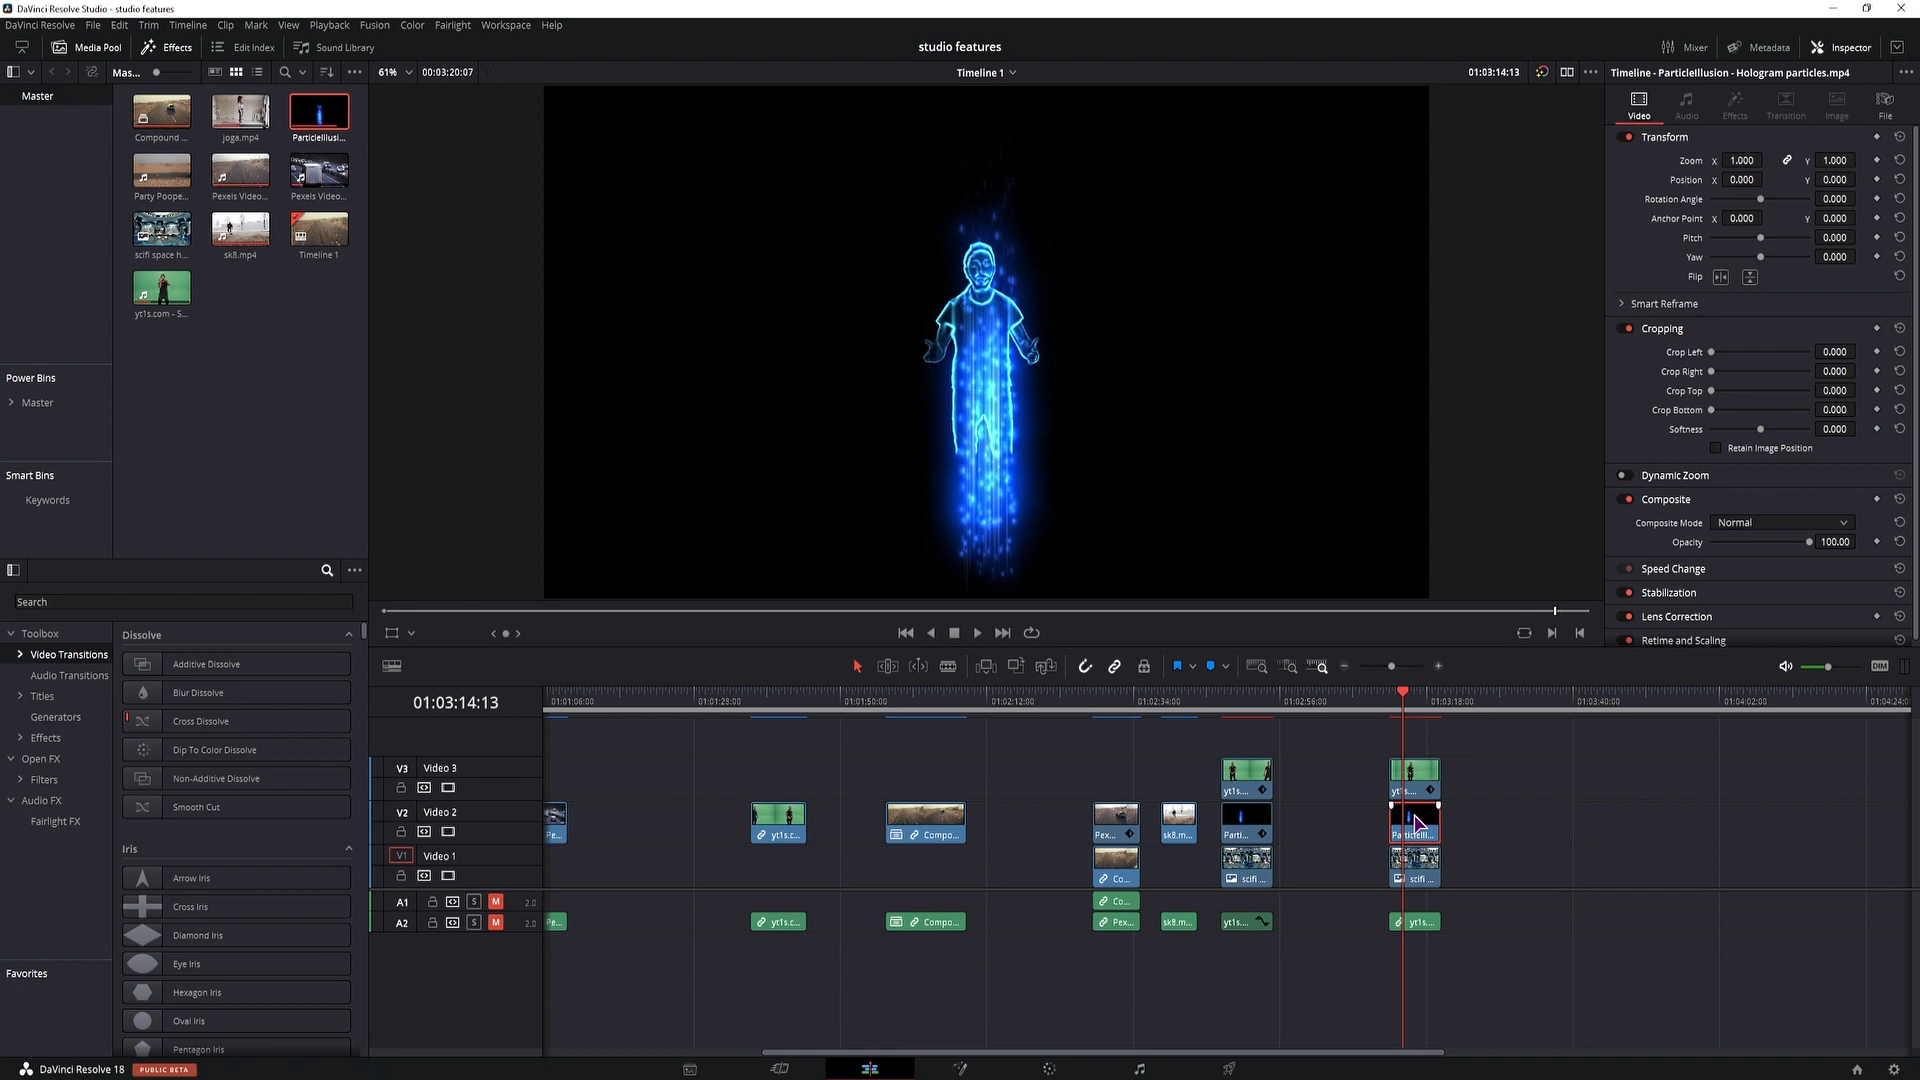 DaVinci Resolve Studio - studio features
DaVinci Resolve File Edit Trim Timeline Clip Mark View Playback Fusion Color Fairlight Workspace Help
Media Pool Effects Edit Index Sound Library studio features Mixer Metadata Inspector
Mas... 61% 00:03:20:07 Timeline 1 01:03:14:13 Timeline - ParticleIllusion - Hologram particles.mp4
Master
Compound ... joga.mp4 ParticleIllusi...
Party Poope... Pexels Video... Pexels Video...
scifi space h... sk8.mp4 Timeline 1
yt1s.com - S...
Power Bins
Master
Smart Bins
Keywords
Video Audio Effects Transition Image File
Transform
Zoom X 1.000 Y 1.000
Position X 0.000 Y 0.000
Rotation Angle 0.000
Anchor Point X 0.000 Y 0.000
Pitch 0.000
Yaw 0.000
Flip
Smart Reframe
Cropping
Crop Left 0.000
Crop Right 0.000
Crop Top 0.000
Crop Bottom 0.000
Softness 0.000
Retain Image Position
Dynamic Zoom
Composite
Composite Mode Normal
Opacity 100.00
Speed Change
Stabilization
Lens Correction
Retime and Scaling
Search
Toolbox
Video Transitions
Audio Transitions
Titles
Generators
Effects
Open FX
Filters
Audio FX
Fairlight FX
Favorites
Dissolve
Additive Dissolve
Blur Dissolve
Cross Dissolve
Dip To Color Dissolve
Non-Additive Dissolve
Smooth Cut
Iris
Arrow Iris
Cross Iris
Diamond Iris
Eye Iris
Hexagon Iris
Oval Iris
Pentagon Iris
DIM
01:03:14:13 01:01:06:00 01:01:28:00 01:01:50:00 01:02:12:00 01:02:34:00 01:02:56:00 01:03:18:00 01:03:40:00 01:04:02:00 01:04:24:0
V3 Video 3
yt1s.... yt1s....
V2 Video 2
Pe... yt1s.c... Compo... Pex... sk8.m... Parti... ParticleIll...
V1 Video 1
Co... scifi ... scifi ...
A1 S M 2.0 Co...
A2 S M 2.0 Pe... yt1s.c... Compo... Pex... sk8.m... yt1s.... yt1s....
DaVinci Resolve 18 PUBLIC BETA